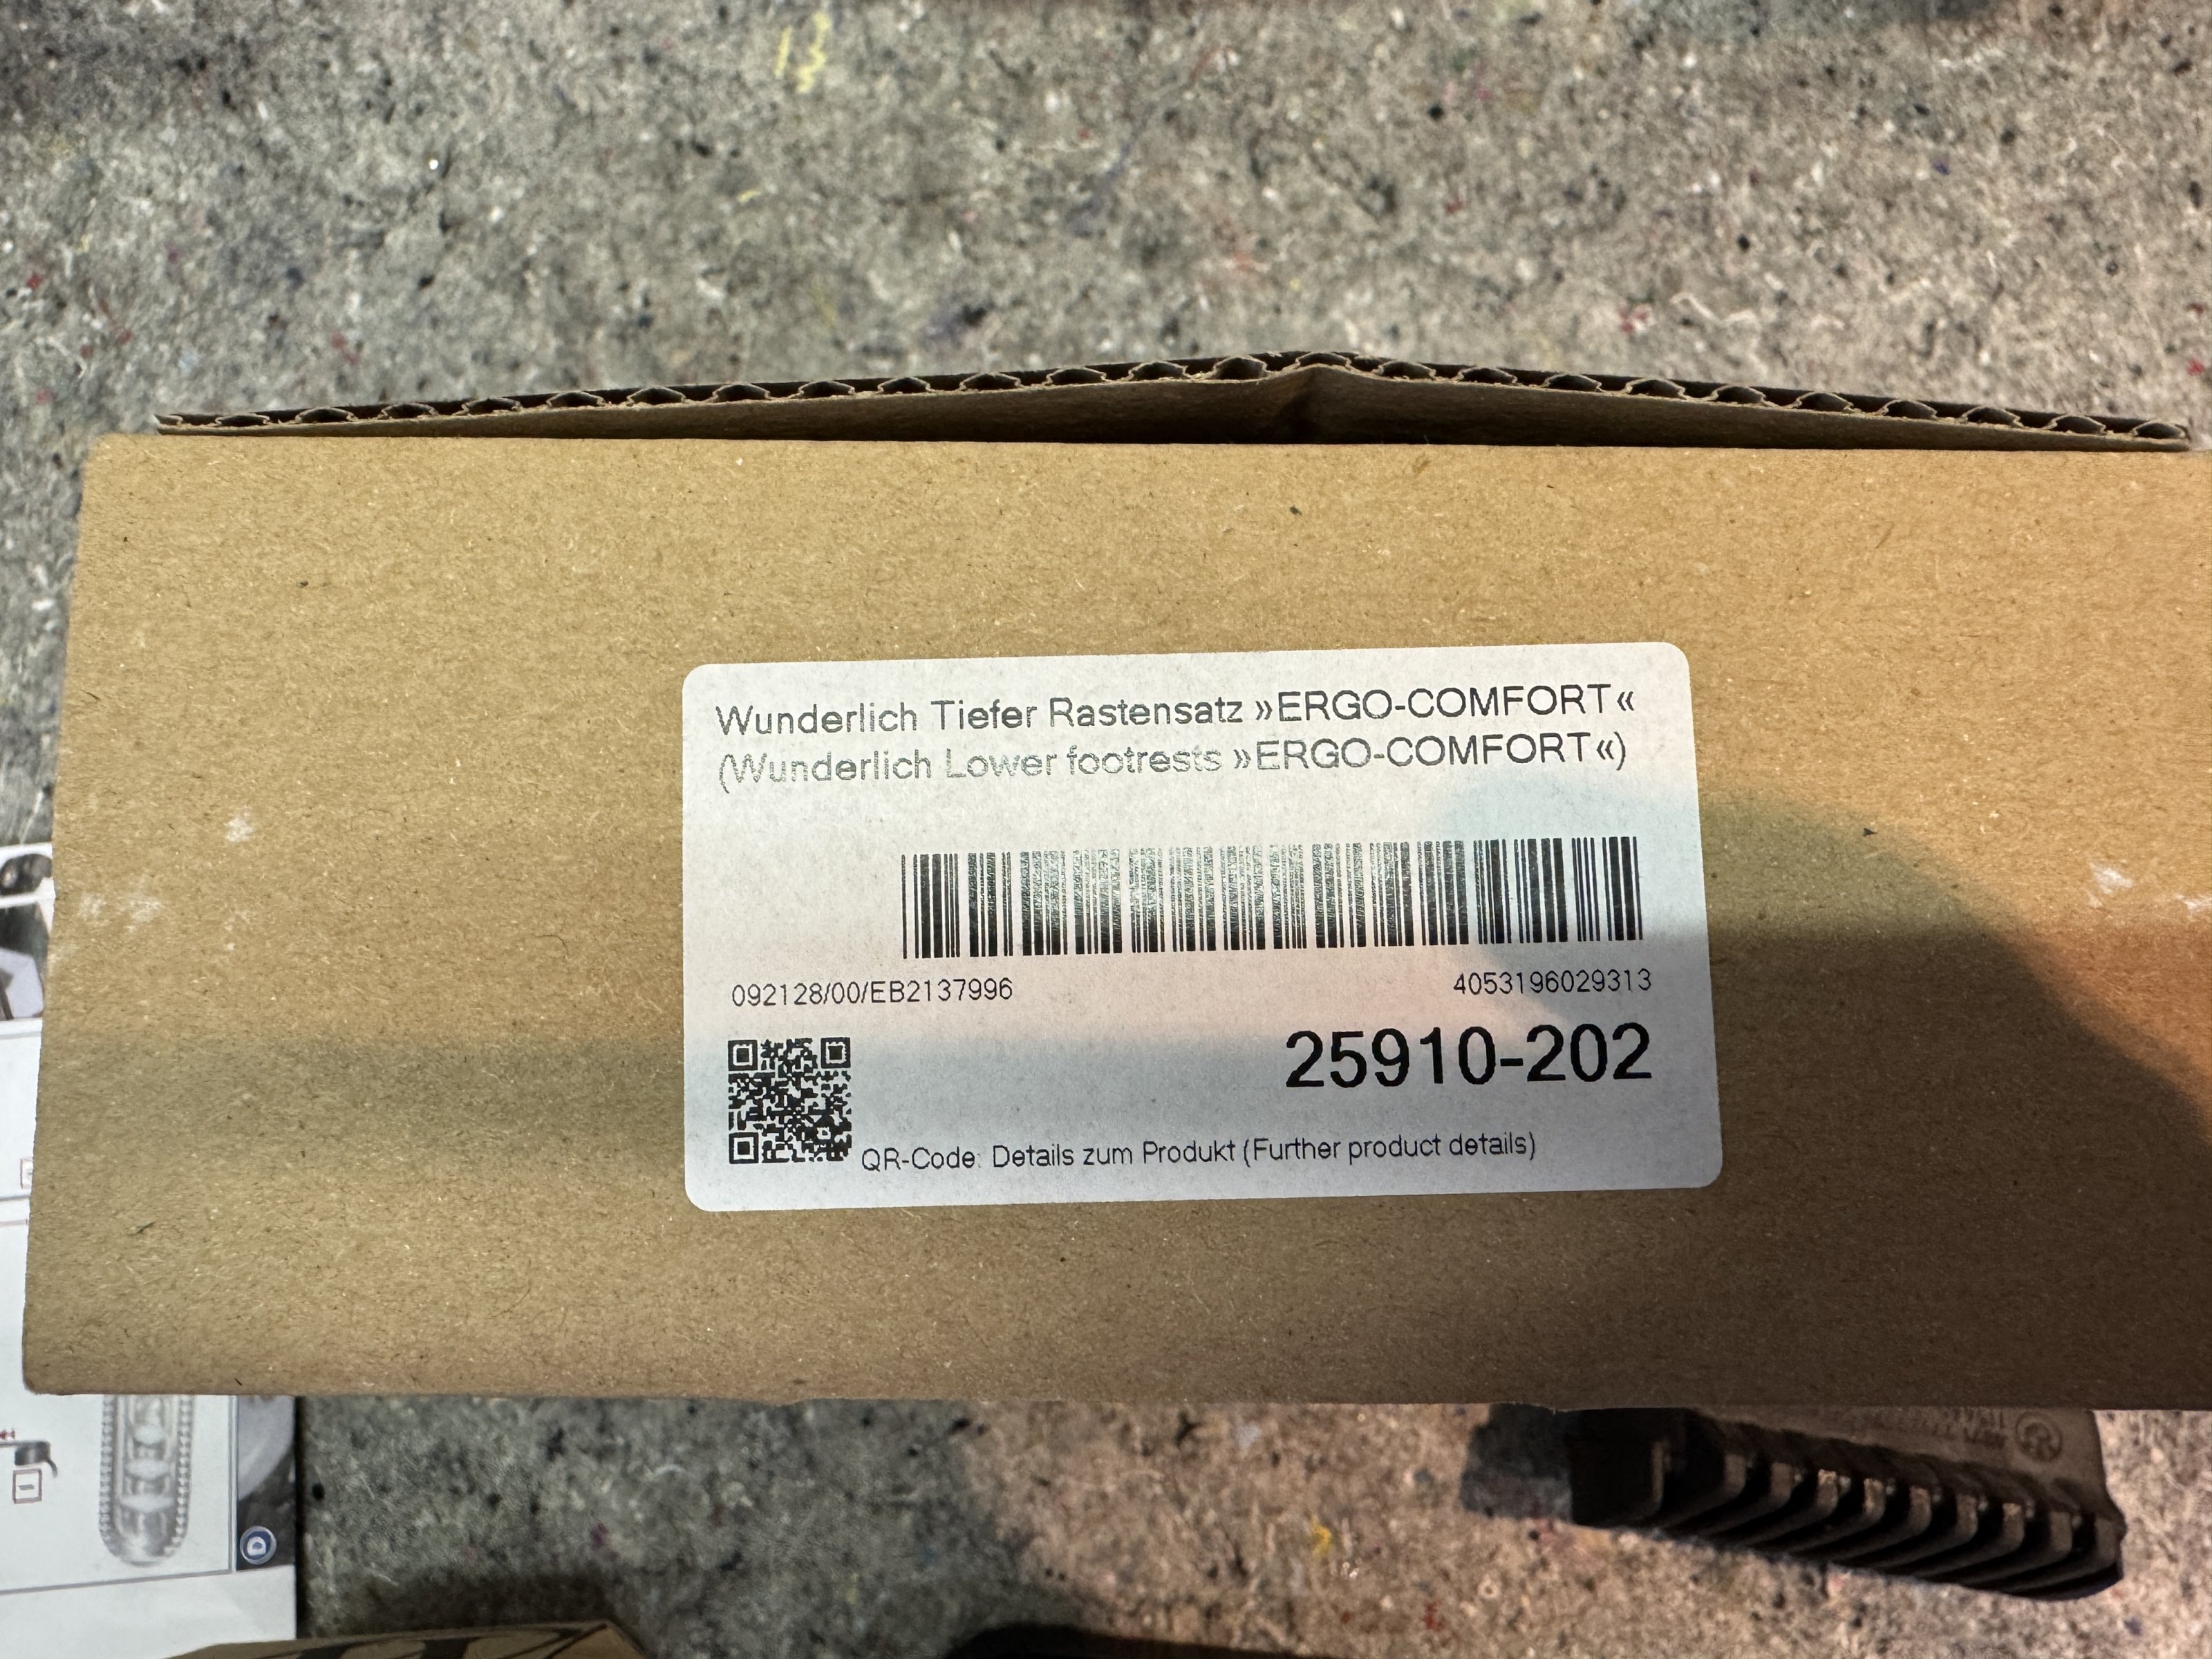 Wunderlich Tiefer Rastensatz »ERGO-COMFORT«
(Wunderlich Lower footrests »ERGO-COMFORT«)
092128/00/EB2137996
4053196029313
25910-202
QR-Code: Details zum Produkt (Further product details)
D
1